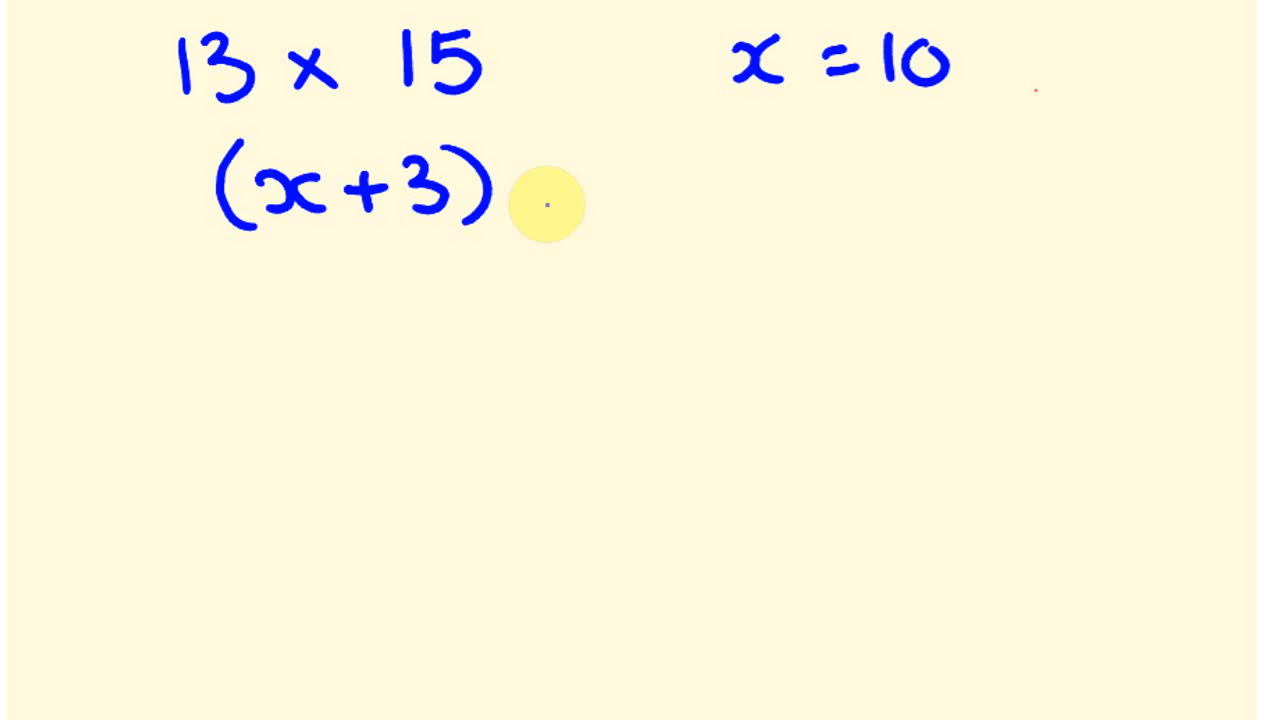 13 × 15 x = 10
(x + 3)